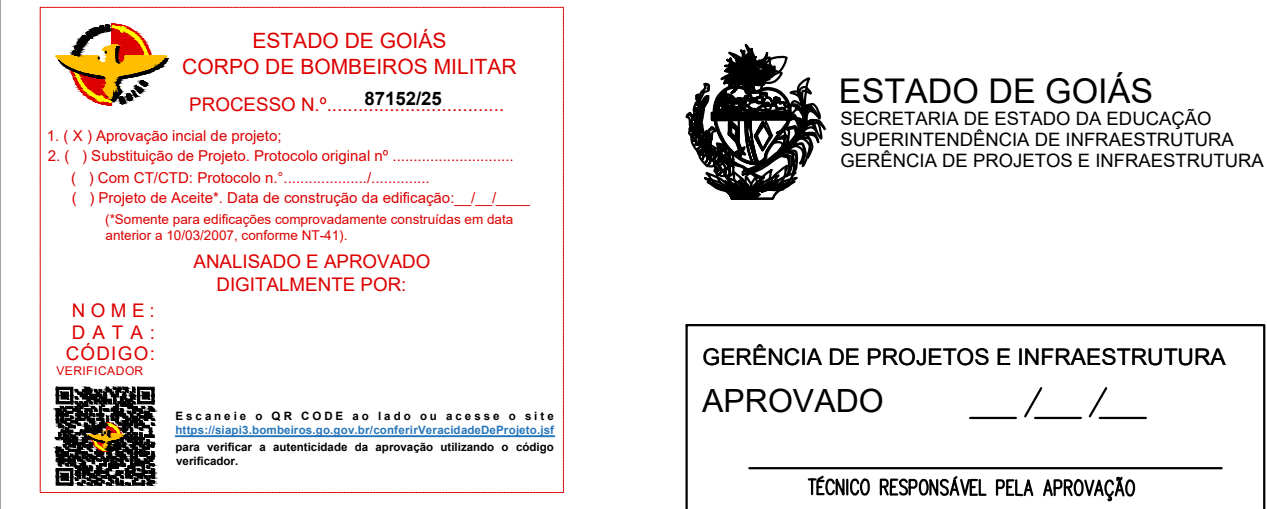 ESTADO DE GOIÁS
CORPO DE BOMBEIROS MILITAR
PROCESSO N.º......87152/25...........
1. ( X ) Aprovação incial de projeto;
2. (   ) Substituição de Projeto. Protocolo original nº .............................
(   ) Com CT/CTD: Protocolo n.°..................../..............
(   ) Projeto de Aceite*. Data de construção da edificação:__/__/____
(*Somente para edificações comprovadamente construídas em data
anterior a 10/03/2007, conforme NT-41).
ANALISADO E APROVADO
DIGITALMENTE POR:
NOME:
DATA:
CÓDIGO:
VERIFICADOR
Escaneie o QR CODE ao lado ou acesse o site
https://siapi3.bombeiros.go.gov.br/conferirVeracidadeDeProjeto.jsf
para verificar a autenticidade da aprovação utilizando o código
verificador.
ESTADO DE GOIÁS
SECRETARIA DE ESTADO DA EDUCAÇÃO
SUPERINTENDÊNCIA DE INFRAESTRUTURA
GERÊNCIA DE PROJETOS E INFRAESTRUTURA
GERÊNCIA DE PROJETOS E INFRAESTRUTURA
APROVADO ___/___/___
TÉCNICO RESPONSÁVEL PELA APROVAÇÃO